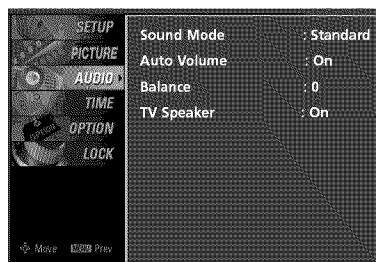 SETUP
PICTURE
AUDIO
TIME
OPTION
LOCK
Move MENU Prev
Sound Mode : Standard
Auto Volume : On
Balance : 0
TV Speaker : On